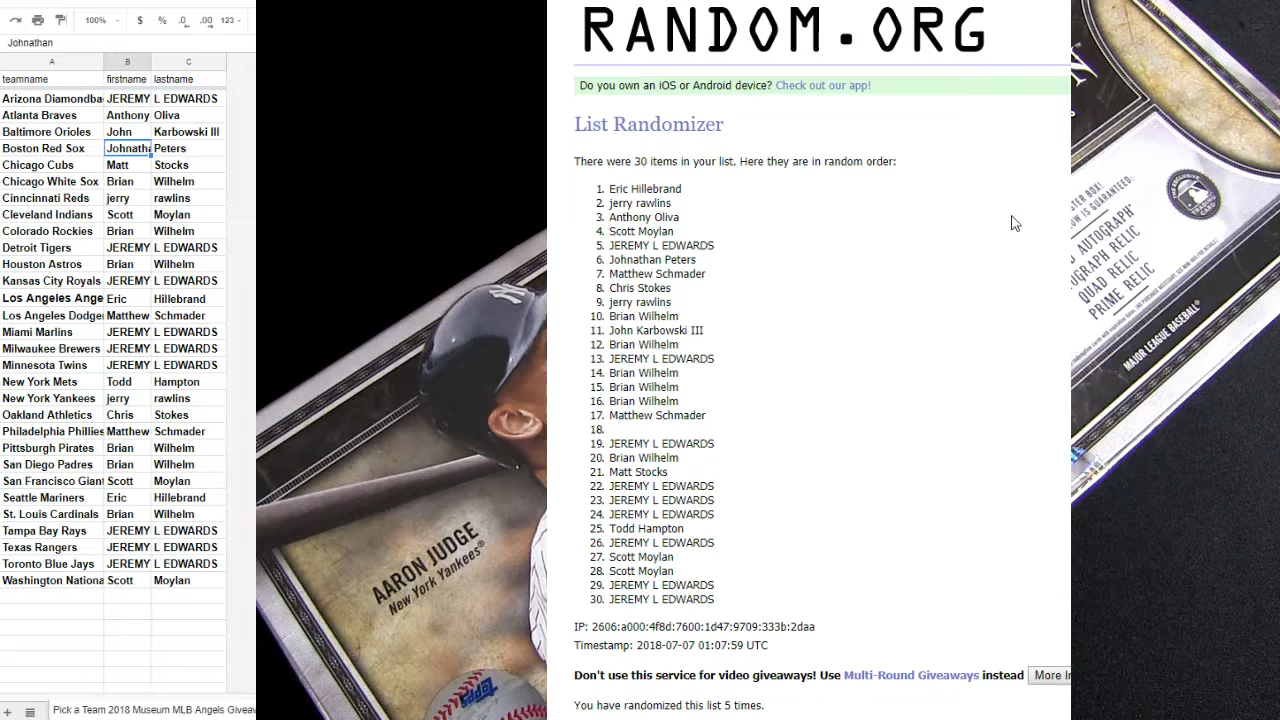 100%
$
%
.0
.00
123
Johnathan
A
B
C
teamname firstname lastname
Arizona Diamondba JEREMY L EDWARDS
Atlanta Braves Anthony Oliva
Baltimore Orioles John Karbowski III
Boston Red Sox Johnatha Peters
Chicago Cubs Matt Stocks
Chicago White Sox Brian Wilhelm
Cinncinnati Reds jerry rawlins
Cleveland Indians Scott Moylan
Colorado Rockies Brian Wilhelm
Detroit Tigers JEREMY L EDWARDS
Houston Astros Brian Wilhelm
Kansas City Royals JEREMY L EDWARDS
Los Angeles Ange Eric Hillebrand
Los Angeles Dodge Matthew Schmader
Miami Marlins JEREMY L EDWARDS
Milwaukee Brewers JEREMY L EDWARDS
Minnesota Twins JEREMY L EDWARDS
New York Mets Todd Hampton
New York Yankees jerry rawlins
Oakland Athletics Chris Stokes
Philadelphia Phillies Matthew Schmader
Pittsburgh Pirates Brian Wilhelm
San Diego Padres Brian Wilhelm
San Francisco Giant Scott Moylan
Seattle Mariners Eric Hillebrand
St. Louis Cardinals Brian Wilhelm
Tampa Bay Rays JEREMY L EDWARDS
Texas Rangers JEREMY L EDWARDS
Toronto Blue Jays JEREMY L EDWARDS
Washington Nationa Scott Moylan
Pick a Team 2018 Museum MLB Angels Giveav
AARON JUDGE
New York Yankees®
topps
RANDOM.ORG
Do you own an iOS or Android device? Check out our app!
List Randomizer
There were 30 items in your list. Here they are in random order:
1. Eric Hillebrand
2. jerry rawlins
3. Anthony Oliva
4. Scott Moylan
5. JEREMY L EDWARDS
6. Johnathan Peters
7. Matthew Schmader
8. Chris Stokes
9. jerry rawlins
10. Brian Wilhelm
11. John Karbowski III
12. Brian Wilhelm
13. JEREMY L EDWARDS
14. Brian Wilhelm
15. Brian Wilhelm
16. Brian Wilhelm
17. Matthew Schmader
18.
19. JEREMY L EDWARDS
20. Brian Wilhelm
21. Matt Stocks
22. JEREMY L EDWARDS
23. JEREMY L EDWARDS
24. JEREMY L EDWARDS
25. Todd Hampton
26. JEREMY L EDWARDS
27. Scott Moylan
28. Scott Moylan
29. JEREMY L EDWARDS
30. JEREMY L EDWARDS
IP: 2606:a000:4f8d:7600:1d47:9709:333b:2daa
Timestamp: 2018-07-07 01:07:59 UTC
Don't use this service for video giveaways! Use Multi-Round Giveaways instead
More In
You have randomized this list 5 times.
STER BOX!
IS GUARANTEED:
AUTOGRAPH
OGRAPH RELIC
QUAD RELIC
PRIME RELIC
MAJOR LEAGUE BASEBALL®